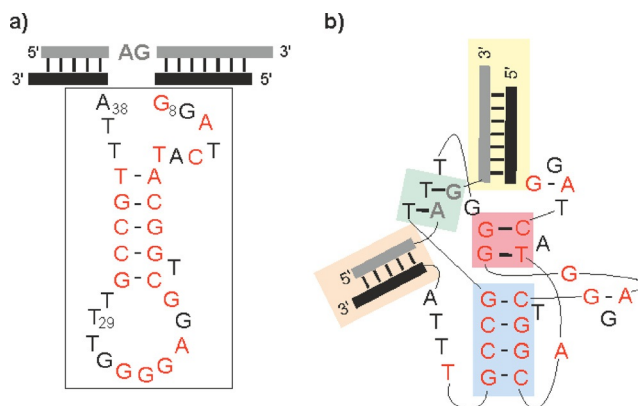 a)
5' AG 3'
3' 5'
A38 G8 G
T A
T T A C T
T A
G C
C G
C G
G C T
T G
T29 G
T A
G G G G
b)
3'
5'
T G
T - G G G - A
T - A T
G - C A
G - T
5' G
3' G - C T G - A
A C - G G
T C - G A
T G - C
T